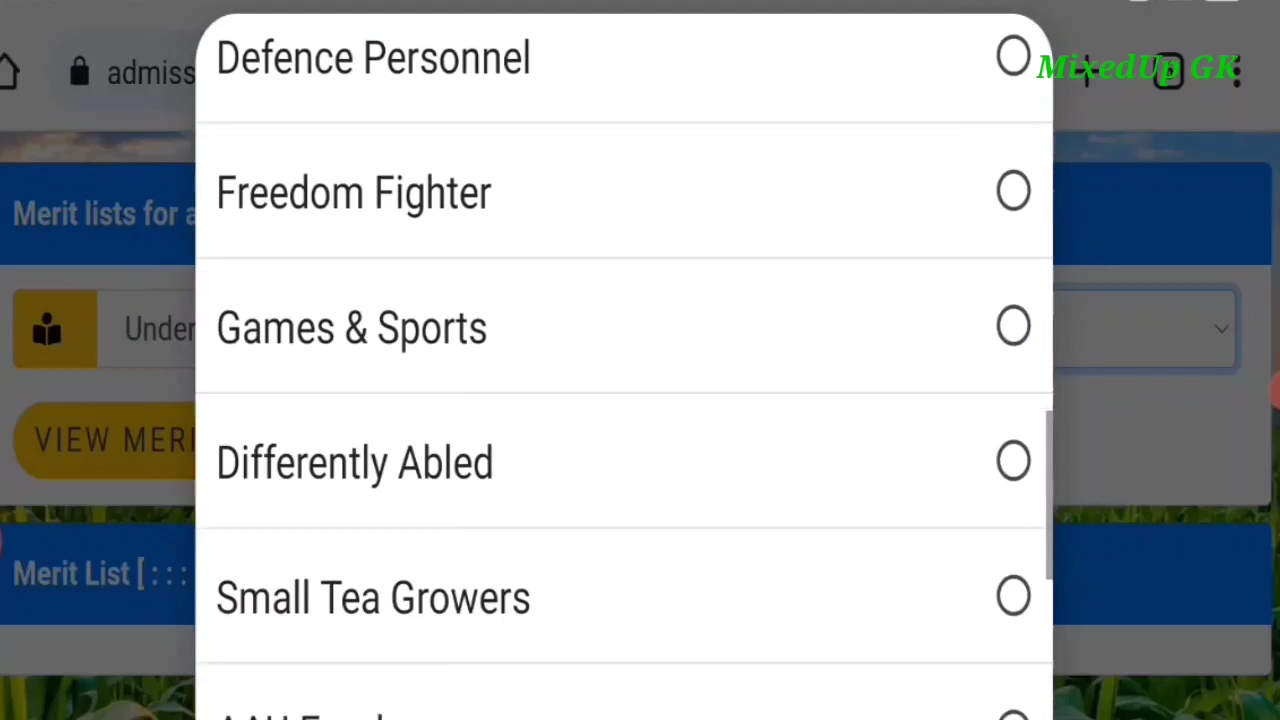 Defence Personnel
admiss
MixedUp GK
Freedom Fighter
Merit lists for a
Games & Sports
Under
VIEW MERI
Differently Abled
Merit List [ : : :
Small Tea Growers